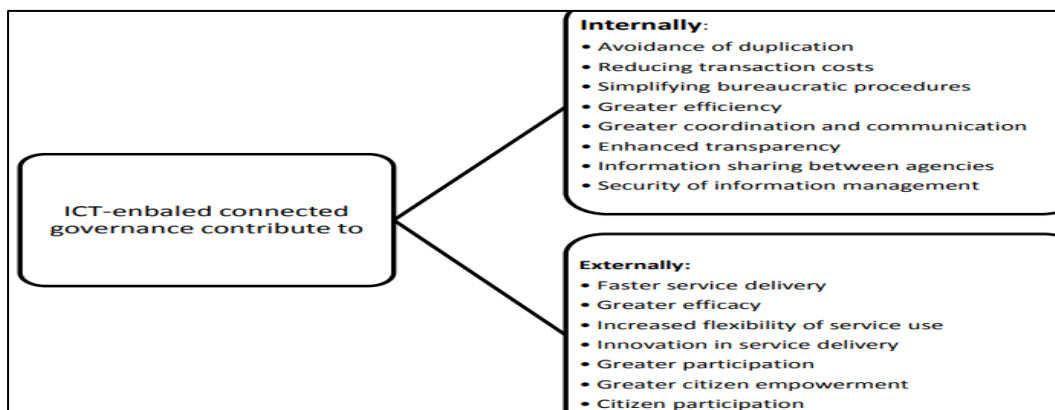 ICT-enbaled connected
governance contribute to
Internally:
• Avoidance of duplication
• Reducing transaction costs
• Simplifying bureaucratic procedures
• Greater efficiency
• Greater coordination and communication
• Enhanced transparency
• Information sharing between agencies
• Security of information management
Externally:
• Faster service delivery
• Greater efficacy
• Increased flexibility of service use
• Innovation in service delivery
• Greater participation
• Greater citizen empowerment
• Citizen participation